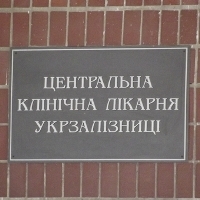 ЦЕНТРАЛЬНА
КЛІНІЧНА ЛІКАРНЯ
УКРЗАЛІЗНИЦІ